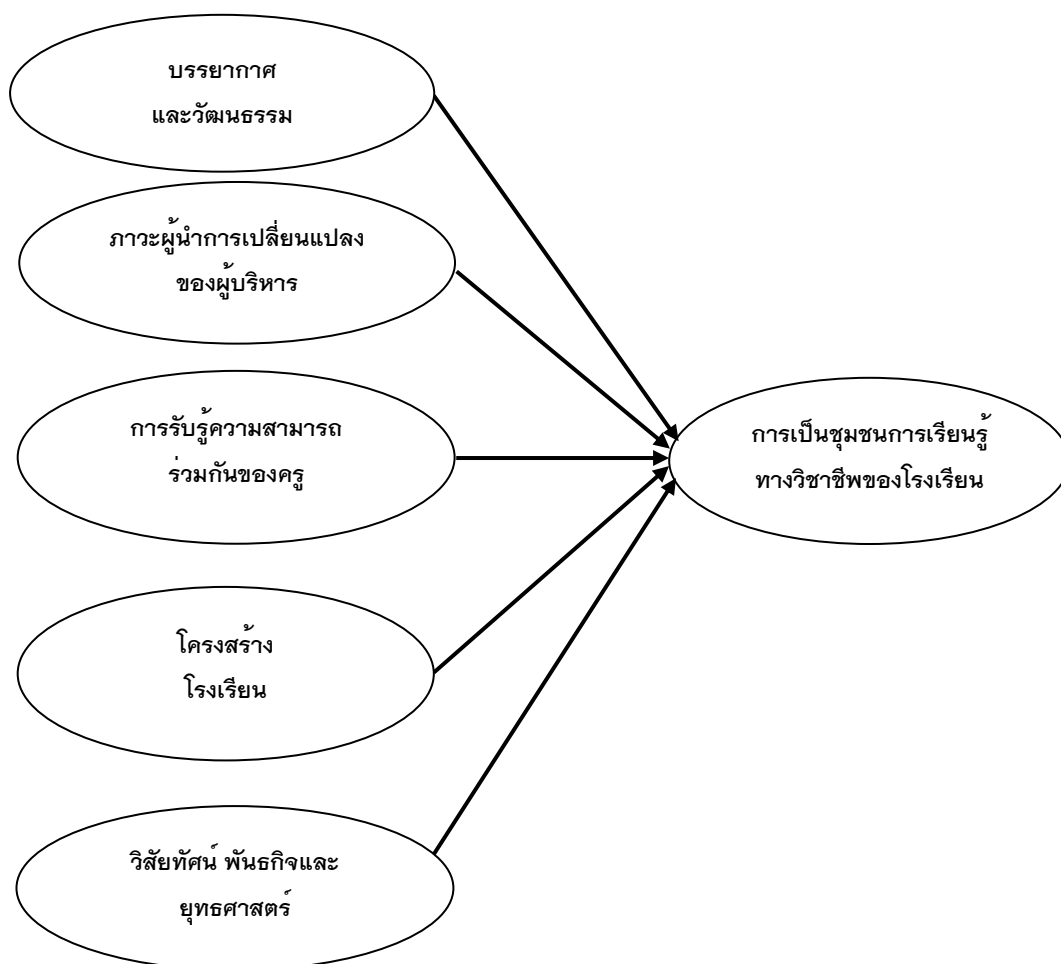 บรรยากาศ
และวัฒนธรรม
ภาวะผู้นำการเปลี่ยนแปลง
ของผู้บริหาร
การรับรู้ความสามารถ
ร่วมกันของครู
โครงสร้าง
โรงเรียน
วิสัยทัศน์ พันธกิจและ
ยุทธศาสตร์
การเป็นชุมชนการเรียนรู้
ทางวิชาชีพของโรงเรียน